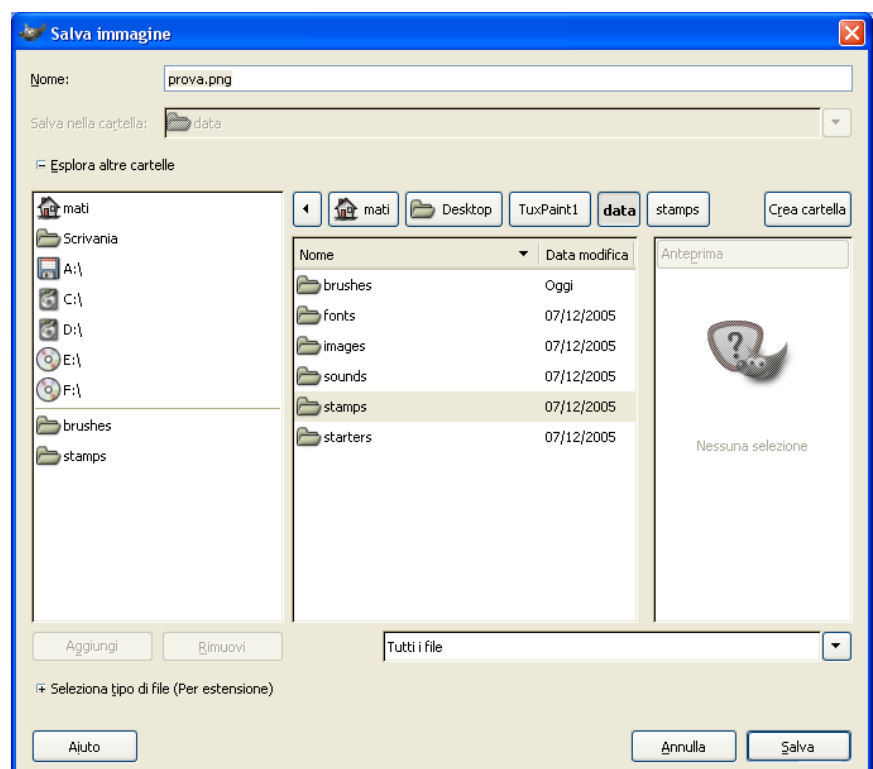 Salva immagine
Nome: prova.png
Salva nella cartella: data
Esplora altre cartelle
mati
Scrivania
A:\
C:\
D:\
E:\
F:\
brushes
stamps
mati Desktop TuxPaint1 data stamps Crea cartella
Nome Data modifica
brushes Oggi
fonts 07/12/2005
images 07/12/2005
sounds 07/12/2005
stamps 07/12/2005
starters 07/12/2005
Anteprima
?
Nessuna selezione
Aggiungi Rimuovi Tutti i file
Seleziona tipo di file (Per estensione)
Aiuto Annulla Salva